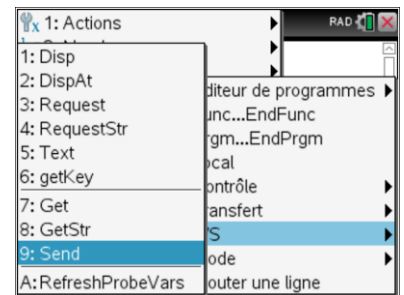 1: Actions
RAD
1: Disp
2: DispAt
3: Request
4: RequestStr
5: Text
6: getKey
7: Get
8: GetStr
9: Send
A: RefreshProbeVars
diteur de programmes
unc...EndFunc
rgm...EndPrgm
ocal
ontrôle
ransfert
/S
ode
outer une ligne